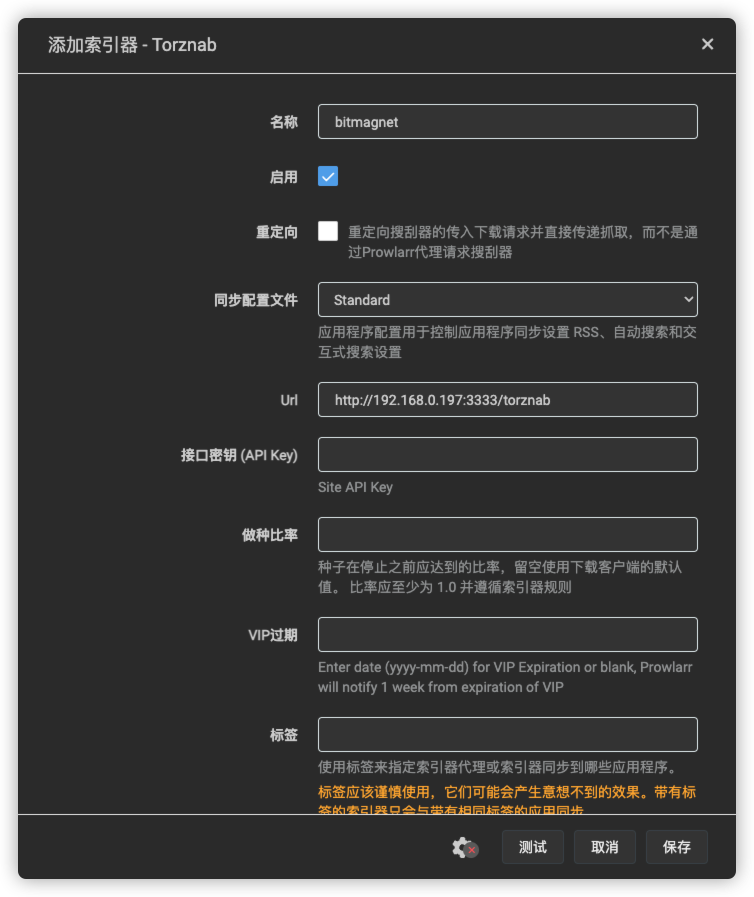 添加索引器 - Torznab
名称
bitmagnet
启用
重定向
重定向搜刮器的传入下载请求并直接传递抓取，而不是通
过Prowlarr代理请求搜刮器
同步配置文件
Standard
应用程序配置用于控制应用程序同步设置 RSS、自动搜索和交
互式搜索设置
Url
http://192.168.0.197:3333/torznab
接口密钥 (API Key)
Site API Key
做种比率
种子在停止之前应达到的比率，留空使用下载客户端的默认
值。 比率应至少为 1.0 并遵循索引器规则
VIP过期
Enter date (yyyy-mm-dd) for VIP Expiration or blank, Prowlarr
will notify 1 week from expiration of VIP
标签
使用标签来指定索引器代理或索引器同步到哪些应用程序。
标签应该谨慎使用，它们可能会产生意想不到的效果。带有标
签的索引器只会与带有相同标签的应用同步
测试
取消
保存